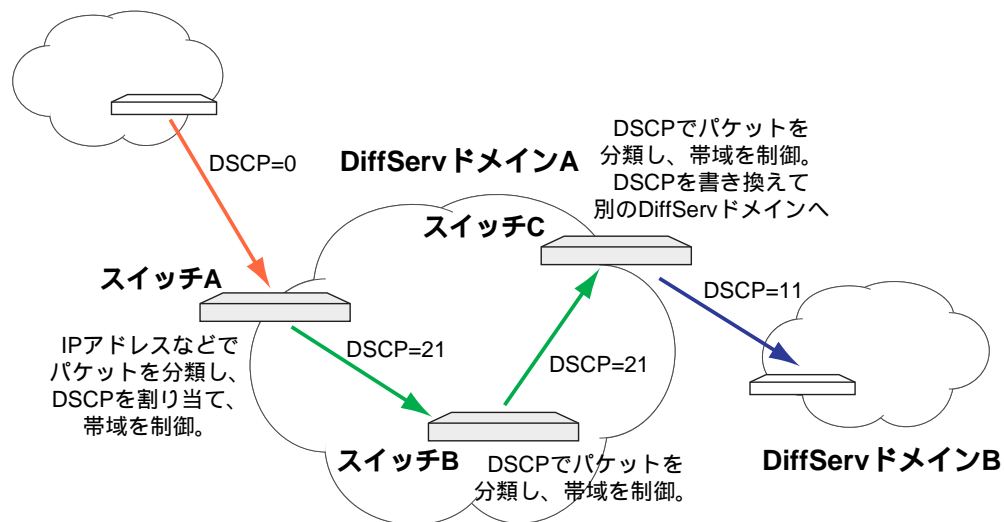 DSCP=0
DiffServドメインA
DSCPでパケットを
分類し、帯域を制御。
DSCPを書き換えて
別のDiffServドメインへ
スイッチC
スイッチA
DSCP=11
IPアドレスなどで
パケットを分類し、
DSCPを割り当て、
帯域を制御。
DSCP=21
DSCP=21
スイッチB
DSCPでパケットを
分類し、帯域を制御。
DiffServドメインB